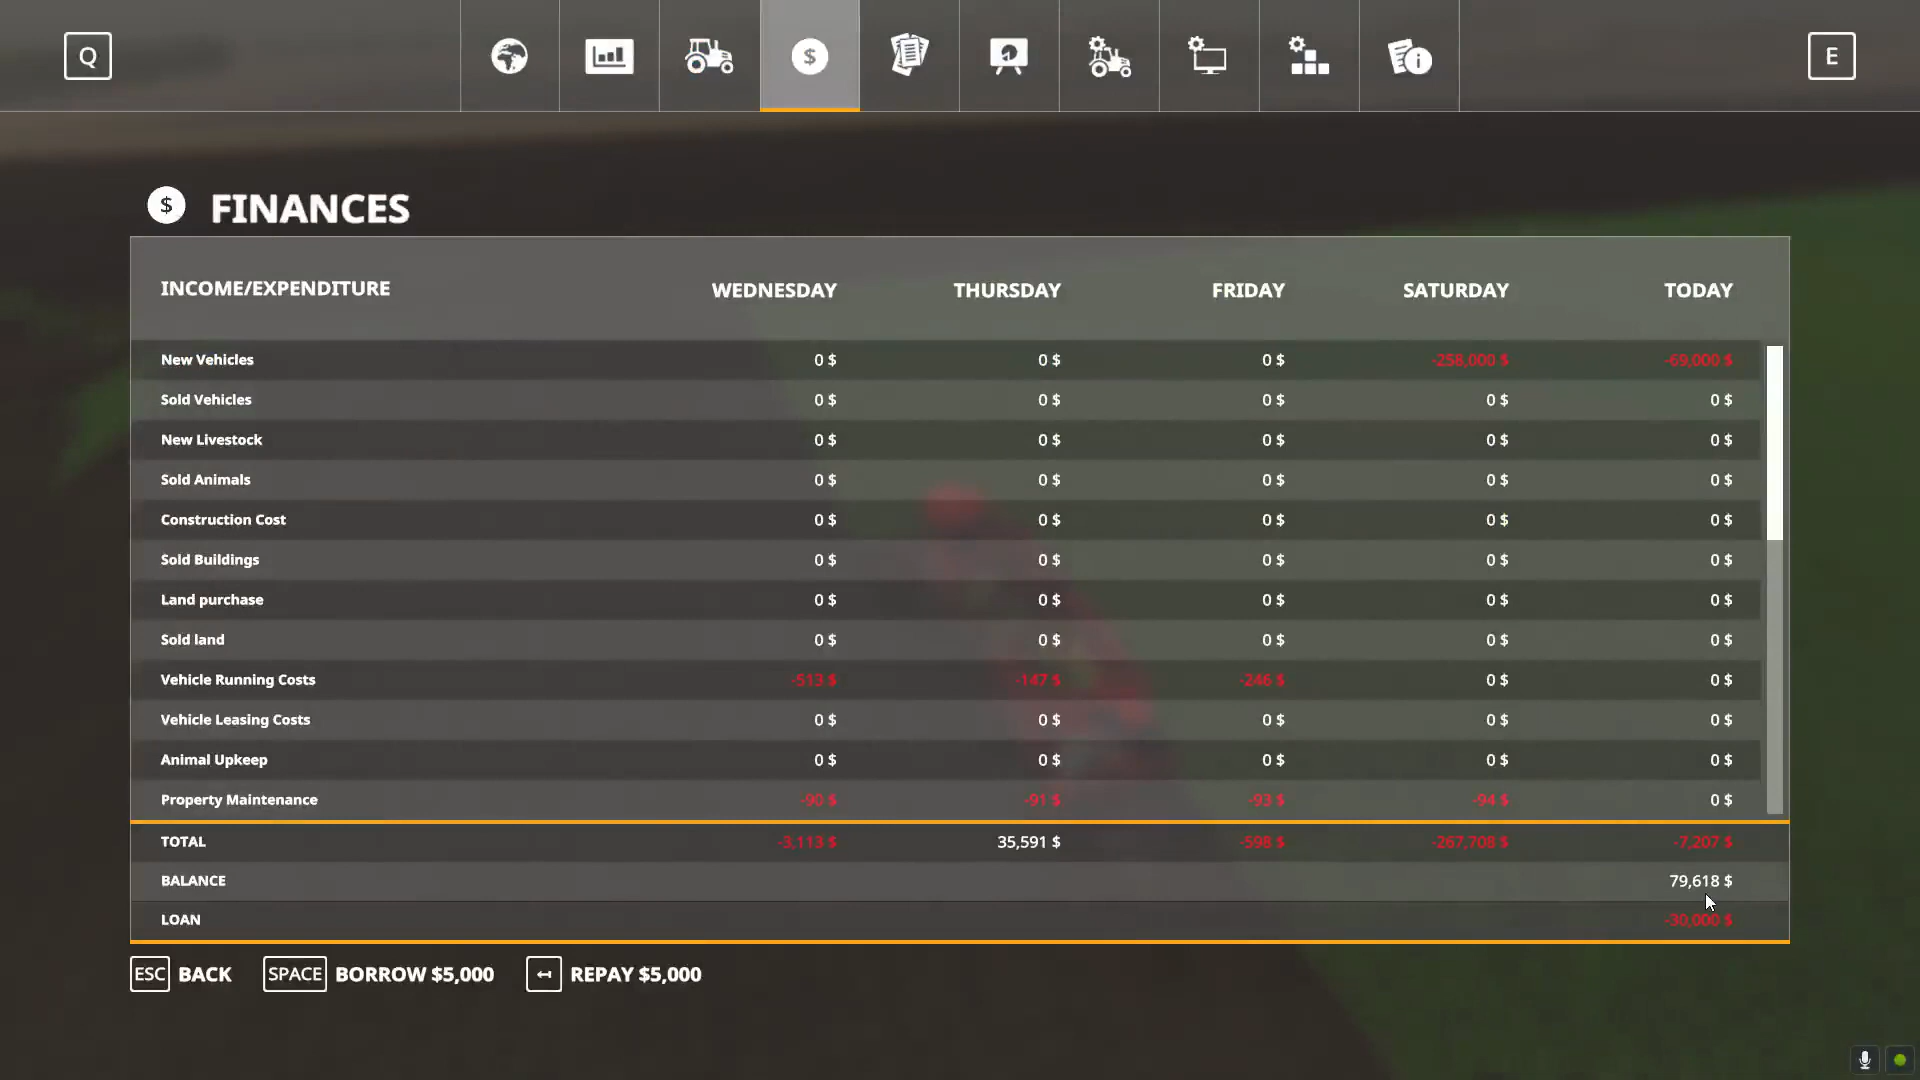 Q $ E
$ FINANCES
INCOME/EXPENDITURE WEDNESDAY THURSDAY FRIDAY SATURDAY TODAY
New Vehicles 0 $ 0 $ 0 $ -258,000 $ -69,000 $
Sold Vehicles 0 $ 0 $ 0 $ 0 $ 0 $
New Livestock 0 $ 0 $ 0 $ 0 $ 0 $
Sold Animals 0 $ 0 $ 0 $ 0 $ 0 $
Construction Cost 0 $ 0 $ 0 $ 0 $ 0 $
Sold Buildings 0 $ 0 $ 0 $ 0 $ 0 $
Land purchase 0 $ 0 $ 0 $ 0 $ 0 $
Sold land 0 $ 0 $ 0 $ 0 $ 0 $
Vehicle Running Costs -513 $ -147 $ -246 $ 0 $ 0 $
Vehicle Leasing Costs 0 $ 0 $ 0 $ 0 $ 0 $
Animal Upkeep 0 $ 0 $ 0 $ 0 $ 0 $
Property Maintenance -90 $ -91 $ -93 $ -94 $ 0 $
TOTAL -3,113 $ 35,591 $ -598 $ -267,708 $ -7,207 $
BALANCE 79,618 $
LOAN -30,000 $
ESC BACK SPACE BORROW $5,000 REPAY $5,000